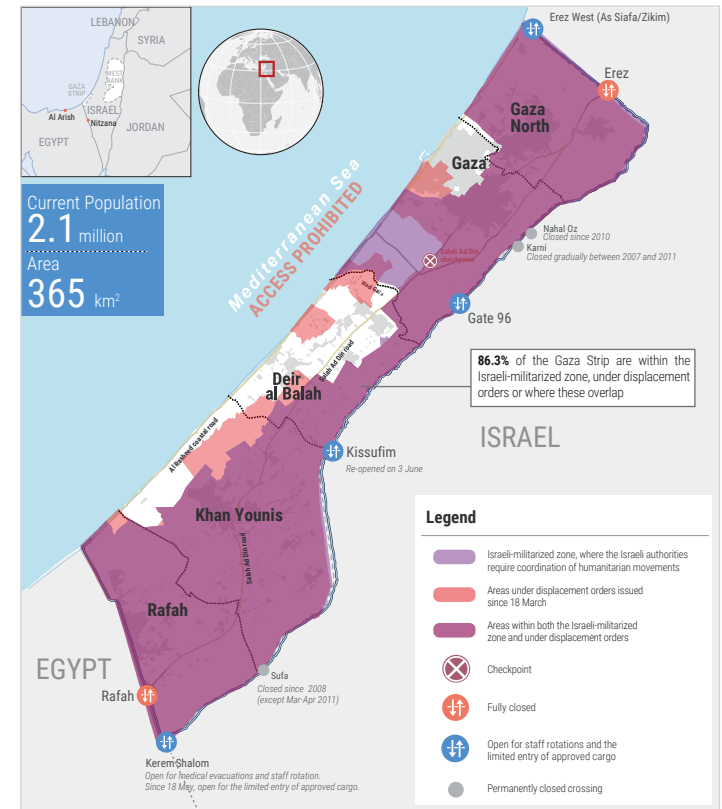 LEBANON
SYRIA
WEST
BANK
GAZA
STRIP
ISRAEL
Al Arish
Nitzana
JORDAN
EGYPT
Current Population
2.1 million
Area
365 km²
Mediterranean Sea
ACCESS PROHIBITED
Erez West (As Siafa/Zikim)
Erez
Gaza
North
Gaza
Nahal Oz
Closed since 2010
Karni
Closed gradually between 2007 and 2011
Salah Ad Din
checkpoint
Wadi Gaza
Gate 96
Salah Ad Din road
86.3% of the Gaza Strip are within the
Israeli-militarized zone, under displacement
orders or where these overlap
Deir
al Balah
ISRAEL
Al Rasheed coastal road
Kissufim
Re-opened on 3 June
Khan Younis
Salah Ad Din road
Rafah
EGYPT
Sufa
Closed since 2008
(except Mar-Apr 2011)
Rafah
Kerem Shalom
Open for medical evacuations and staff rotation.
Since 18 May, open for the limited entry of approved cargo.
Legend
Israeli-militarized zone, where the Israeli authorities
require coordination of humanitarian movements
Areas under displacement orders issued
since 18 March
Areas within both the Israeli-militarized
zone and under displacement orders
Checkpoint
Fully closed
Open for staff rotations and the
limited entry of approved cargo
Permanently closed crossing